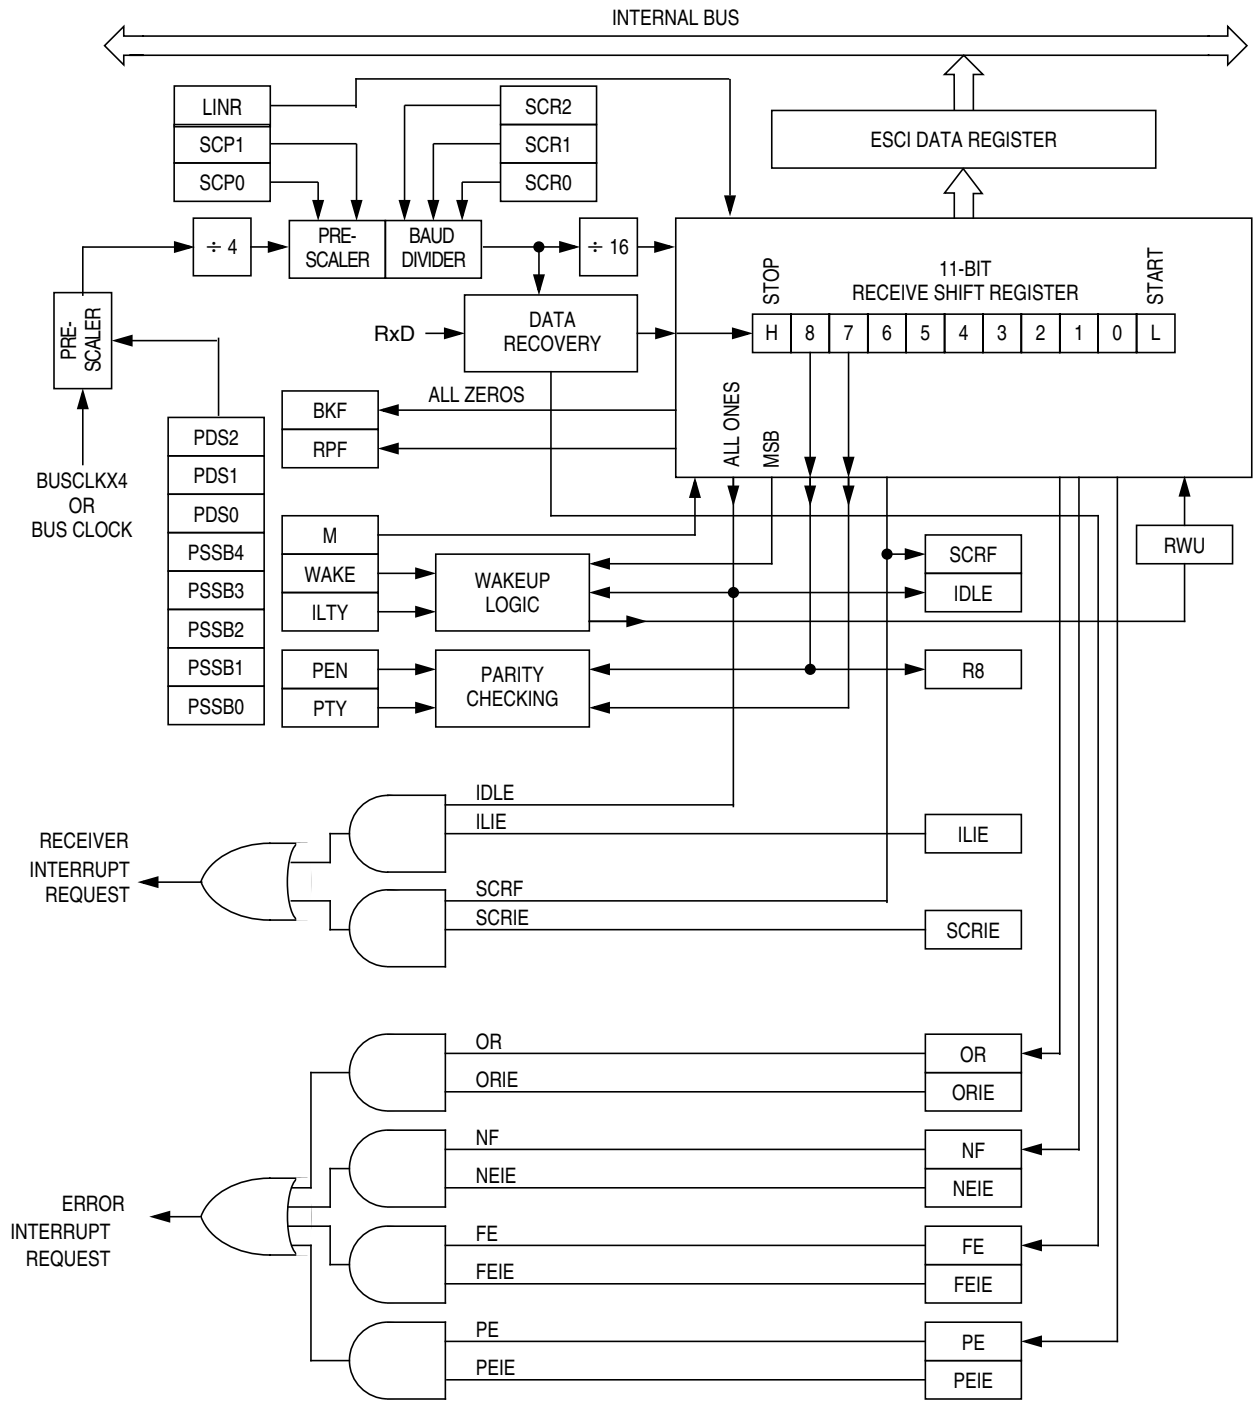 INTERNAL BUS
LINR
SCP1
SCP0
SCR2
SCR1
SCR0
ESCI DATA REGISTER
÷ 4
PRE-
SCALER
BAUD
DIVIDER
÷ 16
PRE-
SCALER
RxD
DATA
RECOVERY
STOP
11-BIT
RECEIVE SHIFT REGISTER
START
H 8 7 6 5 4 3 2 1 0 L
BKF
RPF
ALL ZEROS
ALL ONES
MSB
BUSCLKX4
OR
BUS CLOCK
PDS2
PDS1
PDS0
PSSB4
PSSB3
PSSB2
PSSB1
PSSB0
M
WAKE
ILTY
WAKEUP
LOGIC
SCRF
IDLE
RWU
PEN
PTY
PARITY
CHECKING
R8
RECEIVER
INTERRUPT
REQUEST
IDLE
ILIE
ILIE
SCRF
SCRIE
SCRIE
ERROR
INTERRUPT
REQUEST
OR
ORIE
OR
ORIE
NF
NEIE
NF
NEIE
FE
FEIE
FE
FEIE
PE
PEIE
PE
PEIE